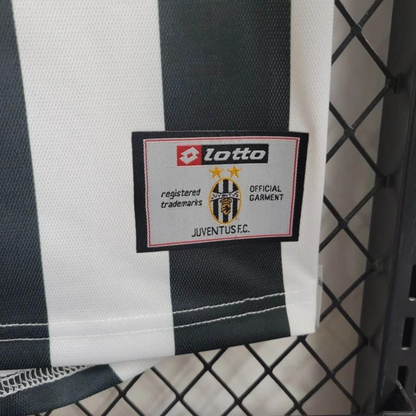 lotto
registered
trademarks
OFFICIAL
GARMENT
JUVENTUS F.C.